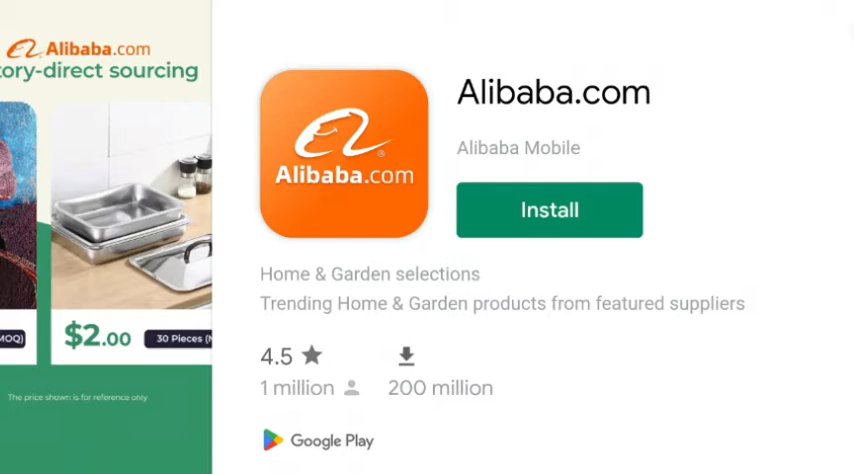 Alibaba.com
tory-direct sourcing
MOQ)
$2.00
30 Pieces (M
The price shown is for reference only
Alibaba.com
Alibaba.com
Alibaba Mobile
Install
Home & Garden selections
Trending Home & Garden products from featured suppliers
4.5
1 million
200 million
Google Play